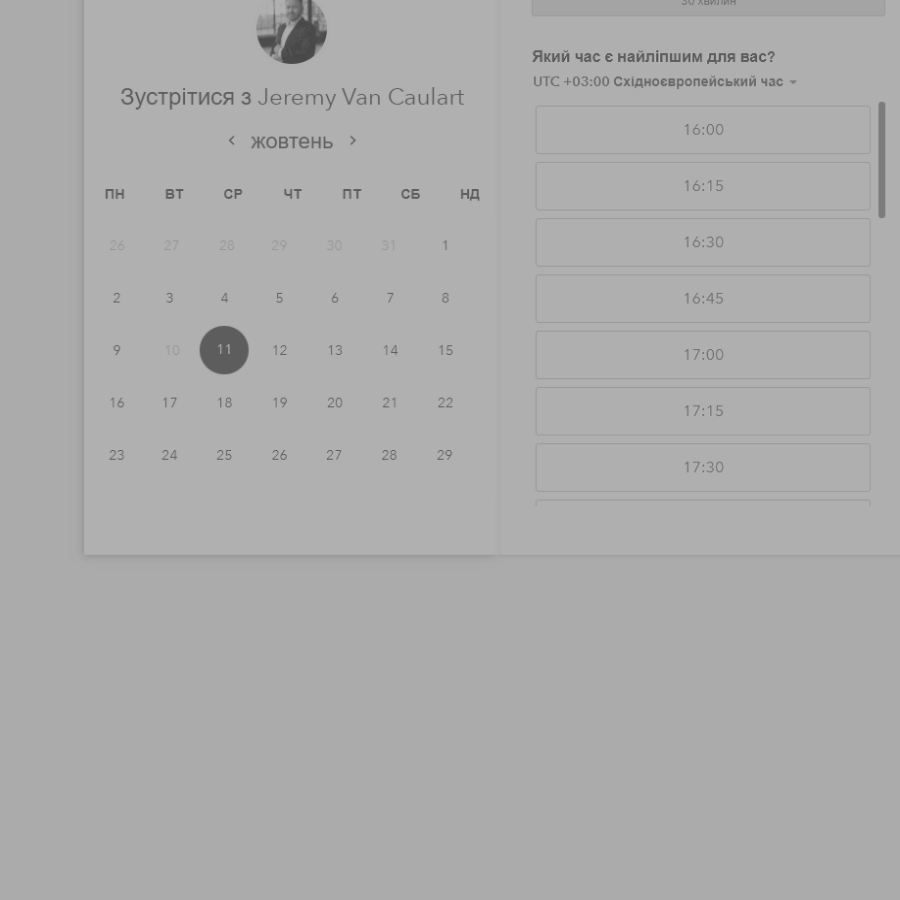 Зустрітися з Jeremy Van Caulart
жовтень
ПН ВТ СР ЧТ ПТ СБ НД
26 27 28 29 30 31 1
2 3 4 5 6 7 8
9 10 11 12 13 14 15
16 17 18 19 20 21 22
23 24 25 26 27 28 29
30 хвилин
Який час є найліпшим для вас?
UTC +03:00 Східноєвропейський час
16:00
16:15
16:30
16:45
17:00
17:15
17:30